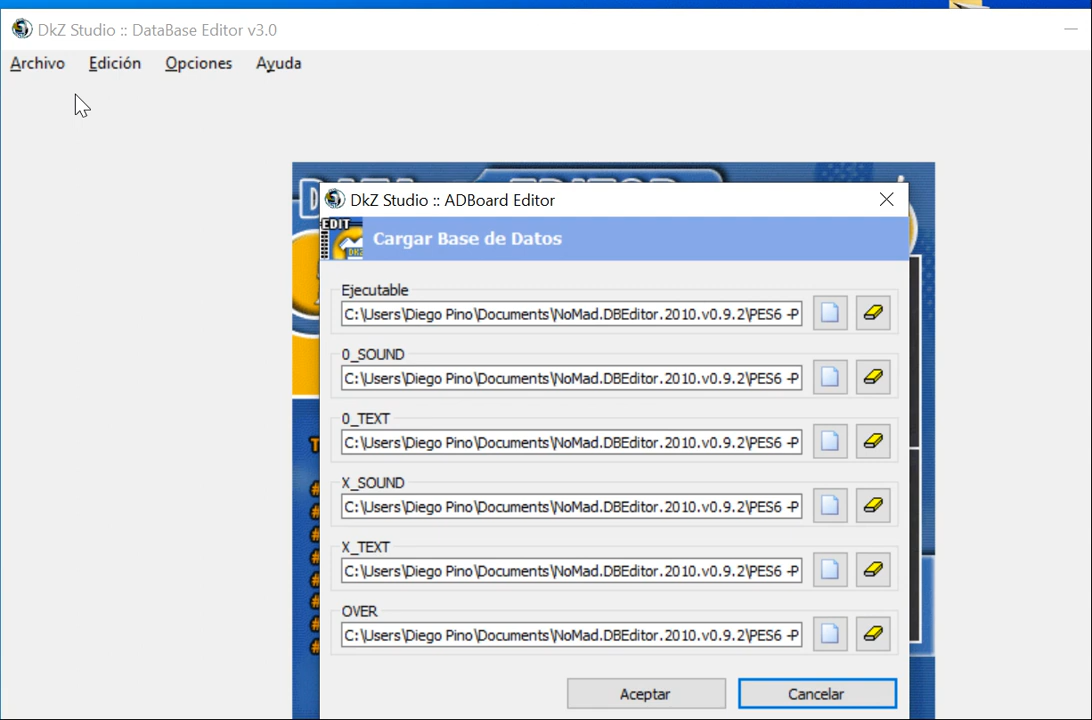 DkZ Studio :: DataBase Editor v3.0
Archivo Edición Opciones Ayuda
DkZ Studio :: ADBoard Editor
EDIT
Cargar Base de Datos
Ejecutable
C:\Users\Diego Pino\Documents\NoMad.DBEditor.2010.v0.9.2\PES6 -P
0_SOUND
C:\Users\Diego Pino\Documents\NoMad.DBEditor.2010.v0.9.2\PES6 -P
0_TEXT
C:\Users\Diego Pino\Documents\NoMad.DBEditor.2010.v0.9.2\PES6 -P
X_SOUND
C:\Users\Diego Pino\Documents\NoMad.DBEditor.2010.v0.9.2\PES6 -P
X_TEXT
C:\Users\Diego Pino\Documents\NoMad.DBEditor.2010.v0.9.2\PES6 -P
OVER
C:\Users\Diego Pino\Documents\NoMad.DBEditor.2010.v0.9.2\PES6 -P
Aceptar Cancelar